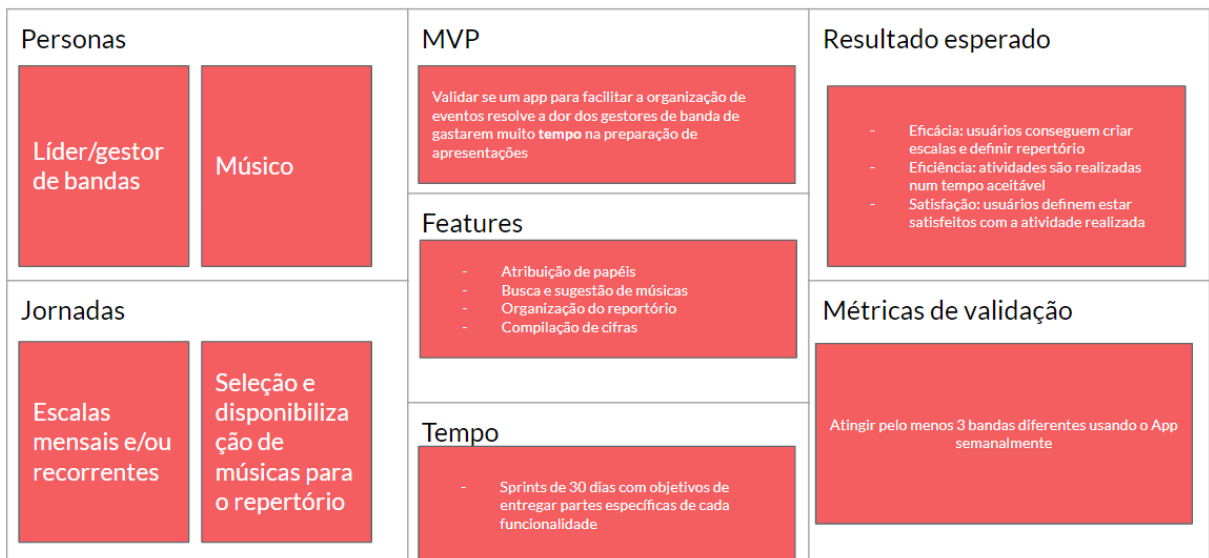 Personas
Líder/gestor
de bandas
Músico
Jornadas
Escalas
mensais e/ou
recorrentes
Seleção e
disponibiliza
ção de
músicas para
o repertório
MVP
Validar se um app para facilitar a organização de
eventos resolve a dor dos gestores de banda de
gastarem muito tempo na preparação de
apresentações
Features
- Atribuição de papéis
- Busca e sugestão de músicas
- Organização do reportório
- Compilação de cifras
Tempo
- Sprints de 30 dias com objetivos de
entregar partes específicas de cada
funcionalidade
Resultado esperado
- Eficácia: usuários conseguem criar
escalas e definir repertório
- Eficiência: atividades são realizadas
num tempo aceitável
- Satisfação: usuários definem estar
satisfeitos com a atividade realizada
Métricas de validação
Atingir pelo menos 3 bandas diferentes usando o App
semanalmente